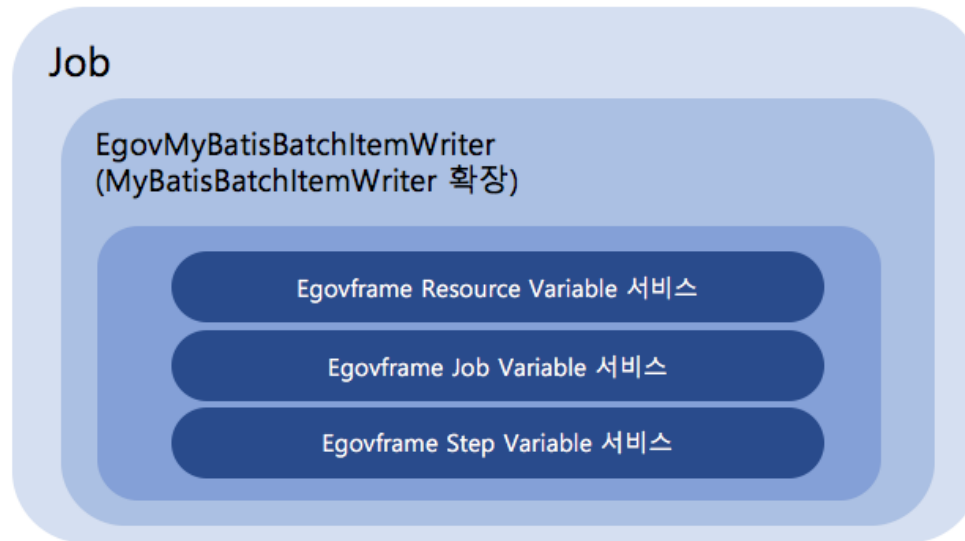 Job
EgovMyBatisBatchItemWriter
(MyBatisBatchItemWriter 확장)
Egovframe Resource Variable 서비스
Egovframe Job Variable 서비스
Egovframe Step Variable 서비스